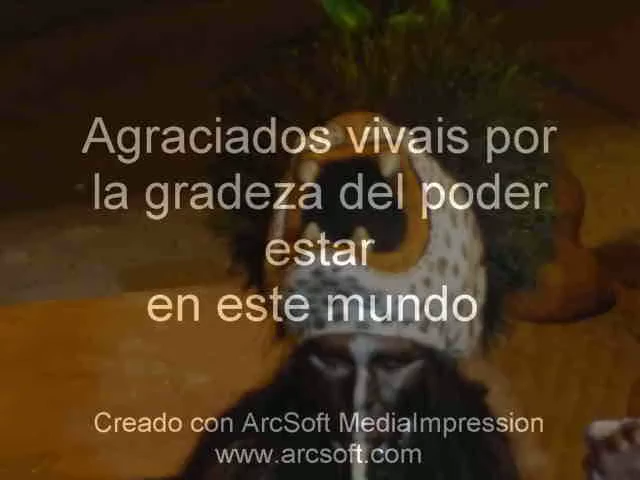 Agraciados vivais por
la gradeza del poder
estar
en este mundo
Creado con ArcSoft MediaImpression
www.arcsoft.com